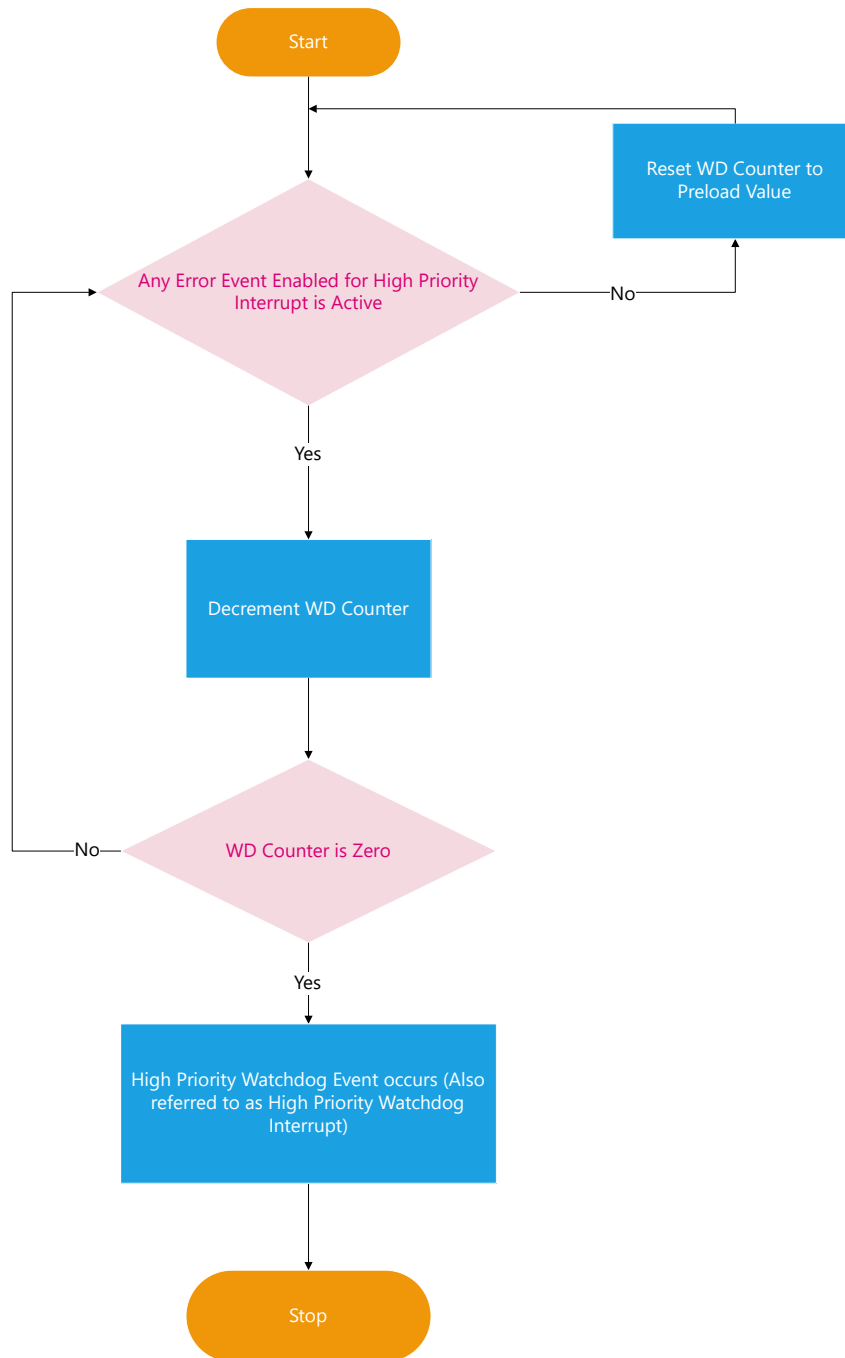 Start
Reset WD Counter to
Preload Value
Any Error Event Enabled for High Priority
Interrupt is Active
No
Yes
Decrement WD Counter
WD Counter is Zero
No
Yes
High Priority Watchdog Event occurs (Also
referred to as High Priority Watchdog
Interrupt)
Stop